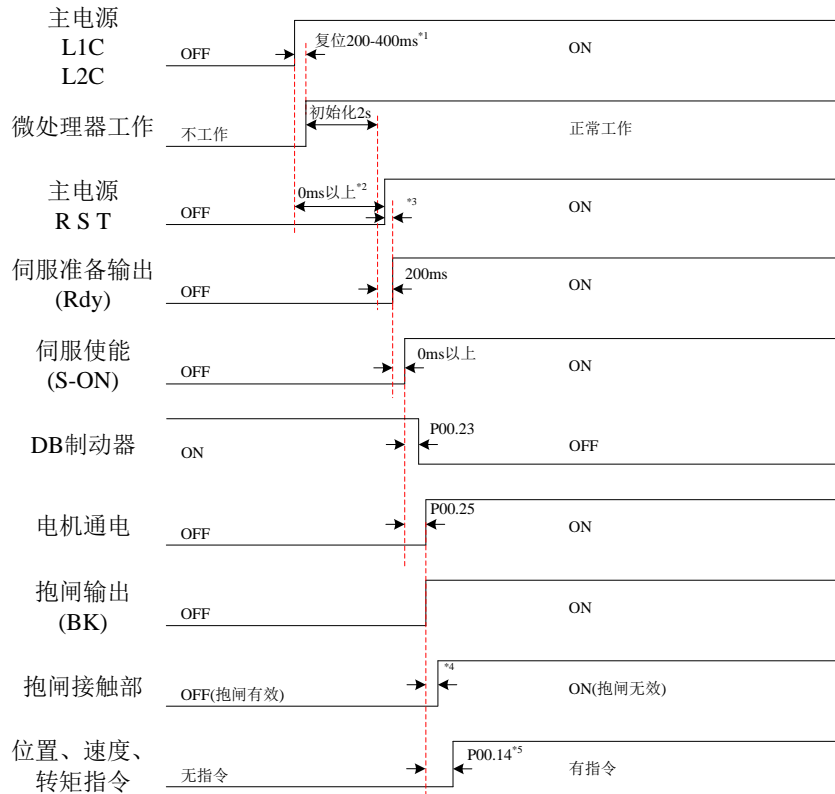 主电源
L1C
L2C
OFF
复位200-400ms*1
ON
微处理器工作
不工作
初始化2s
正常工作
主电源
R S T
OFF
0ms以上*2
*3
ON
伺服准备输出
(Rdy)
OFF
200ms
ON
伺服使能
(S-ON)
OFF
0ms以上
ON
DB制动器
ON
P00.23
OFF
电机通电
OFF
P00.25
ON
抱闸输出
(BK)
OFF
ON
抱闸接触部
OFF(抱闸有效)
*4
ON(抱闸无效)
位置、速度、
转矩指令
无指令
P00.14*5
有指令